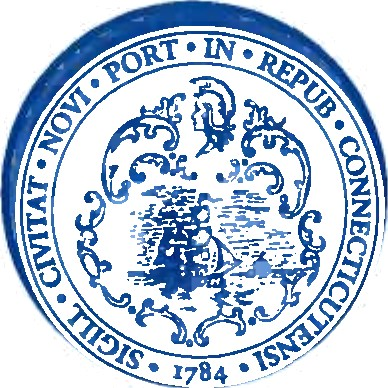 SIGILL • CIVITAT • NOVI • PORT • IN • REPUB • CONNECTICUTENSI • 1784 •